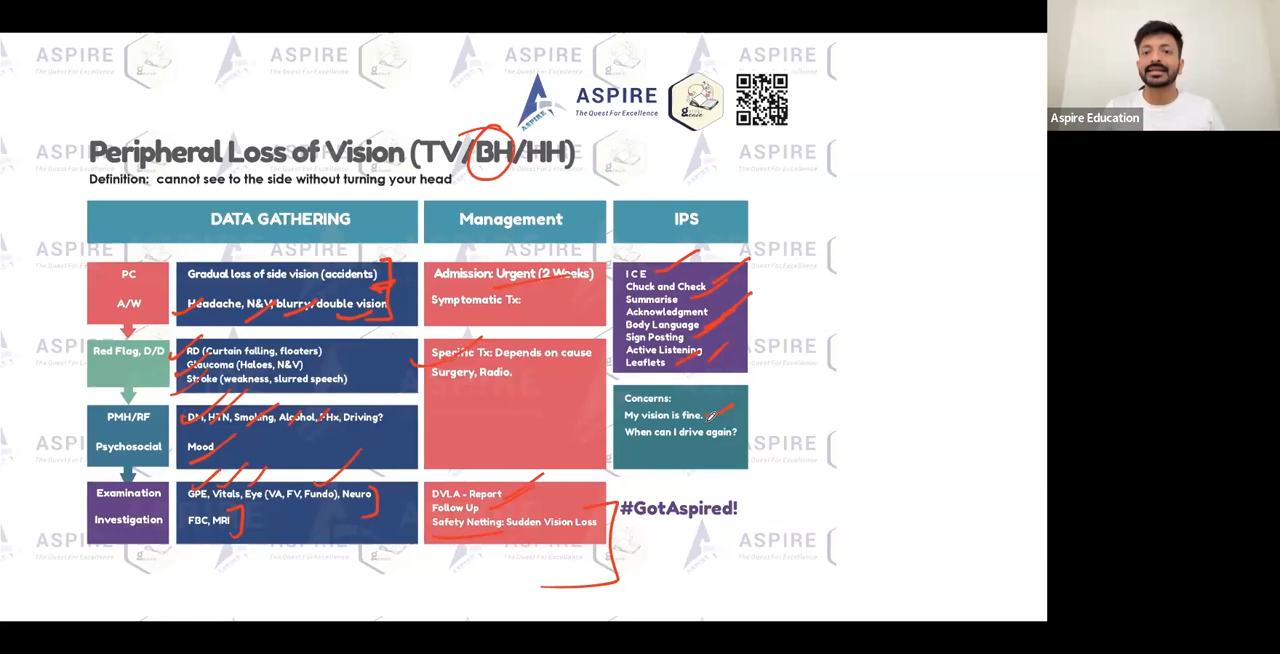 ASPIRE
The Quest For Excellence
Aspire Education
Peripheral Loss of Vision (TV/BH/HH)
Definition: cannot see to the side without turning your head
DATA GATHERING
Management
IPS
PC
A/W
Gradual loss of side vision (accidents)
Headache, N&V, blurry, double vision
Admission: Urgent (2 Weeks)
Symptomatic Tx:
I C E
Chuck and Check
Summarise
Acknowledgment
Body Language
Sign Posting
Active Listening
Leaflets
Red Flag, D/D
RD (Curtain falling, floaters)
Glaucoma (Haloes, N&V)
Stroke (weakness, slurred speech)
Specific Tx: Depends on cause
Surgery, Radio.
Concerns:
My vision is fine.
When can I drive again?
PMH/RF
Psychosocial
DM, HTN, Smoking, Alcohol, FHx, Driving?
Mood
Examination
Investigation
GPE, Vitals, Eye (VA, FV, Fundo), Neuro
FBC, MRI
DVLA - Report
Follow Up
Safety Netting: Sudden Vision Loss
#GotAspired!